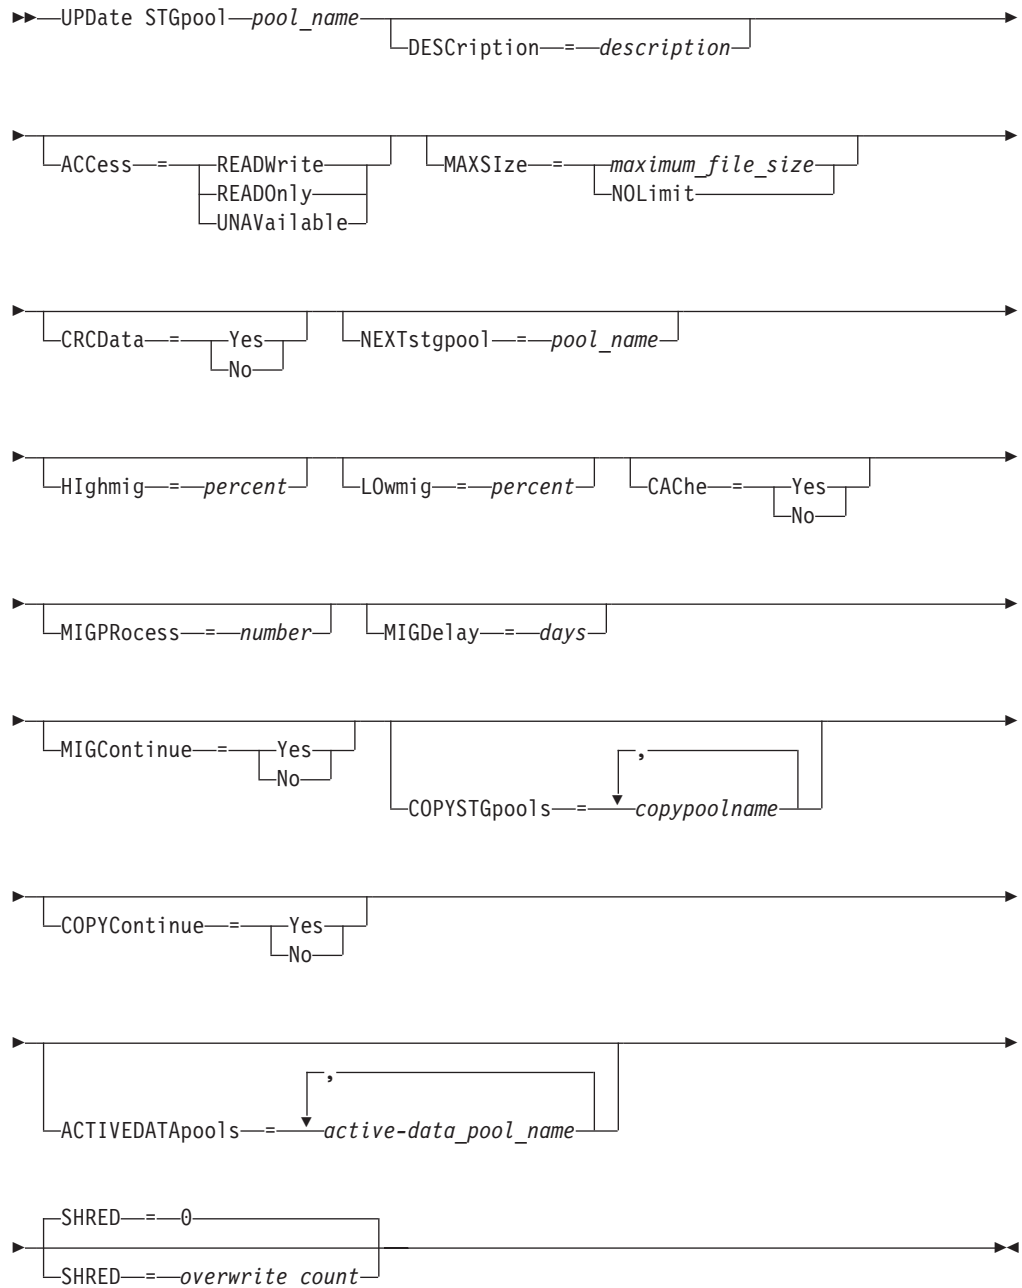 UPDate STGpool pool_name
DESCription = description
ACCess = READWrite
READOnly
UNAVailable
MAXSIze = maximum_file_size
NOLimit
CRCData = Yes
No
NEXTstgpool = pool_name
HIghmig = percent
LOwmig = percent
CAChe = Yes
No
MIGPRocess = number
MIGDelay = days
MIGContinue = Yes
No
,
COPYSTGpools = copypoolname
COPYContinue = Yes
No
,
ACTIVEDATApools = active-data_pool_name
SHRED = 0
SHRED = overwrite_count